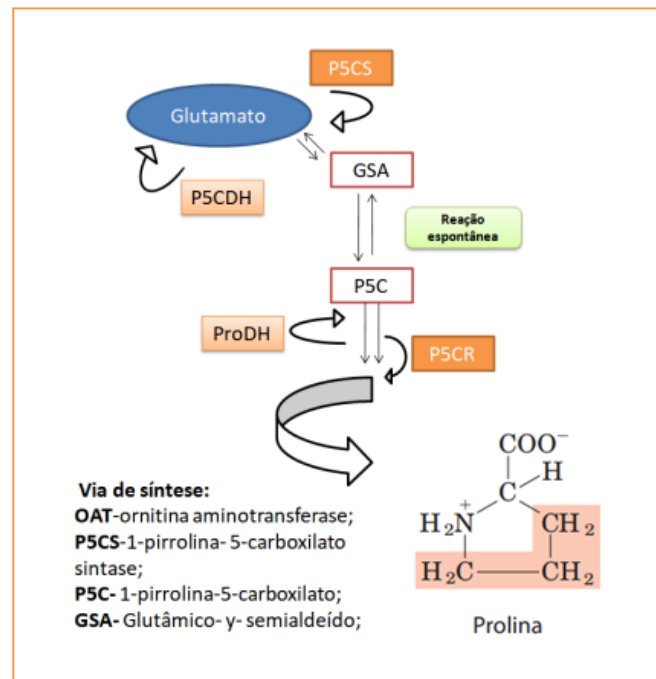 P5CS
Glutamato
GSA
P5CDH
Reação
espontânea
P5C
ProDH
P5CR
COO⁻
H
C
H₂N⁺
CH₂
H₂C
CH₂
Prolina
Via de síntese:
OAT-ornitina aminotransferase;
P5CS-1-pirrolina- 5-carboxilato
sintase;
P5C- 1-pirrolina-5-carboxilato;
GSA- Glutâmico- y- semialdeído;